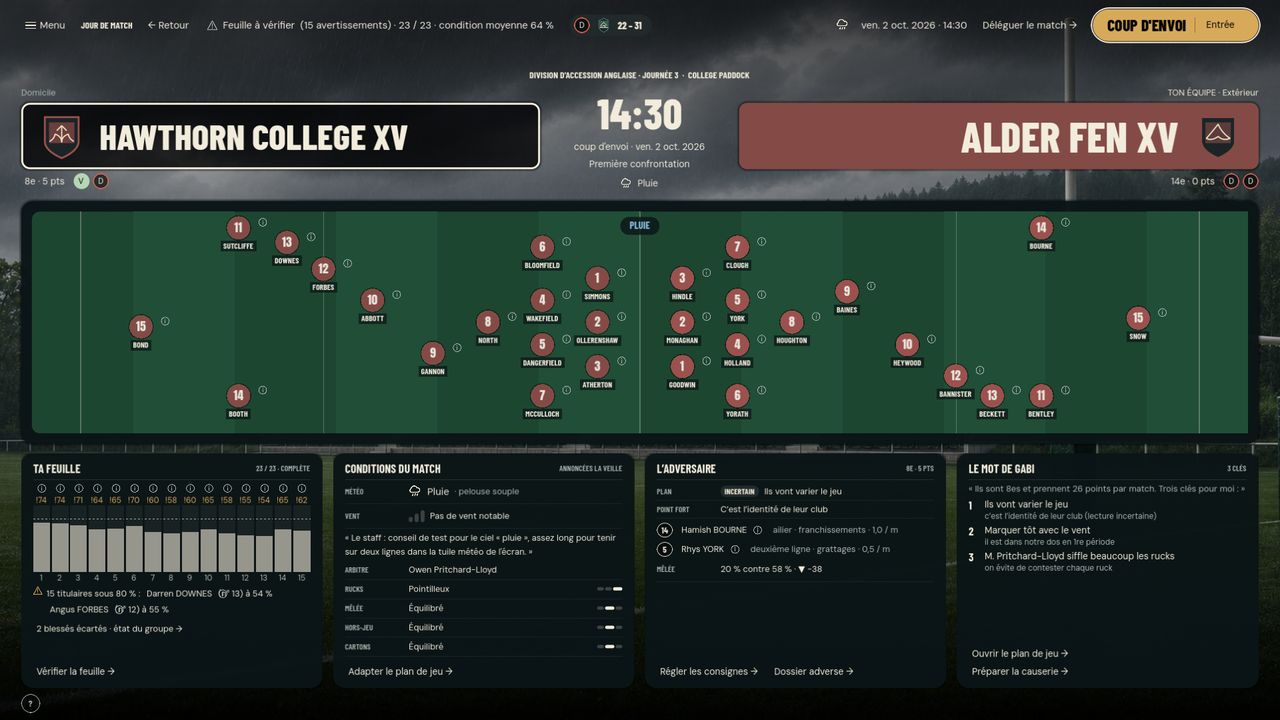 Menu
JOUR DE MATCH
← Retour
Feuille à vérifier (15 avertissements) · 23 / 23 · condition moyenne 64 %
D
22 – 31
ven. 2 oct. 2026 · 14:30
Déléguer le match →
COUP D'ENVOI
Entrée
DIVISION D'ACCESSION ANGLAISE · JOURNÉE 3 · COLLEGE PADDOCK
Domicile
TON ÉQUIPE · Extérieur
HAWTHORN COLLEGE XV
14:30
ALDER FEN XV
coup d'envoi · ven. 2 oct. 2026
Première confrontation
8e · 5 pts V D
Pluie
14e · 0 pts D D
PLUIE
11 SUTCLIFFE
13 DOWNES
12 FORBES
10 ABBOTT
15 BOND
9 GANNON
14 BOOTH
8 NORTH
6 BLOOMFIELD
4 WAKEFIELD
5 DANGERFIELD
7 MCCULLOCH
1 SIMMONS
2 OLLERENSHAW
3 ATHERTON
3 HINDLE
2 MONAGHAN
1 GOODWIN
7 CLOUGH
5 YORK
4 HOLLAND
6 YORATH
8 HOUGHTON
9 BAINES
10 HEYWOOD
12 BANNISTER
13 BECKETT
11 BENTLEY
14 BOURNE
15 SNOW
TA FEUILLE
23 / 23 · COMPLÈTE
!74 !74 !71 !64 !65 !70 !60 !58 !60 !65 !58 !55 !54 !65 !62
1 2 3 4 5 6 7 8 9 10 11 12 13 14 15
15 titulaires sous 80 % : Darren DOWNES (13) à 54 %
Angus FORBES (12) à 55 %
2 blessés écartés · état du groupe →
Vérifier la feuille →
CONDITIONS DU MATCH
ANNONCÉES LA VEILLE
MÉTÉO Pluie · pelouse souple
VENT Pas de vent notable
« Le staff : conseil de test pour le ciel « pluie », assez long pour
tenir sur deux lignes dans la tuile météo de l'écran. »
ARBITRE Owen Pritchard-Lloyd
RUCKS Pointilleux
MÊLÉE Équilibré
HORS-JEU Équilibré
CARTONS Équilibré
Adapter le plan de jeu →
L'ADVERSAIRE
8E · 5 PTS
PLAN INCERTAIN Ils vont varier le jeu
POINT FORT C'est l'identité de leur club
14 Hamish BOURNE ailier · franchissements · 1,0 / m
5 Rhys YORK deuxième ligne · grattages · 0,5 / m
MÊLÉE 20 % contre 58 % · ▼ −38
Régler les consignes →
Dossier adverse →
LE MOT DE GABI
3 CLÉS
« Ils sont 8es et prennent 26 points par match. Trois clés pour moi : »
1 Ils vont varier le jeu
c'est l'identité de leur club (lecture incertaine)
2 Marquer tôt avec le vent
il est dans notre dos en 1re période
3 M. Pritchard-Lloyd siffle beaucoup les rucks
on évite de contester chaque ruck
Ouvrir le plan de jeu →
Préparer la causerie →
?